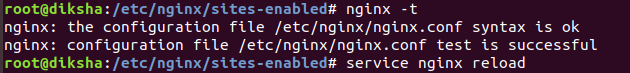 root@diksha:/etc/nginx/sites-enabled# nginx -t
nginx: the configuration file /etc/nginx/nginx.conf syntax is ok
nginx: configuration file /etc/nginx/nginx.conf test is successful
root@diksha:/etc/nginx/sites-enabled# service nginx reload